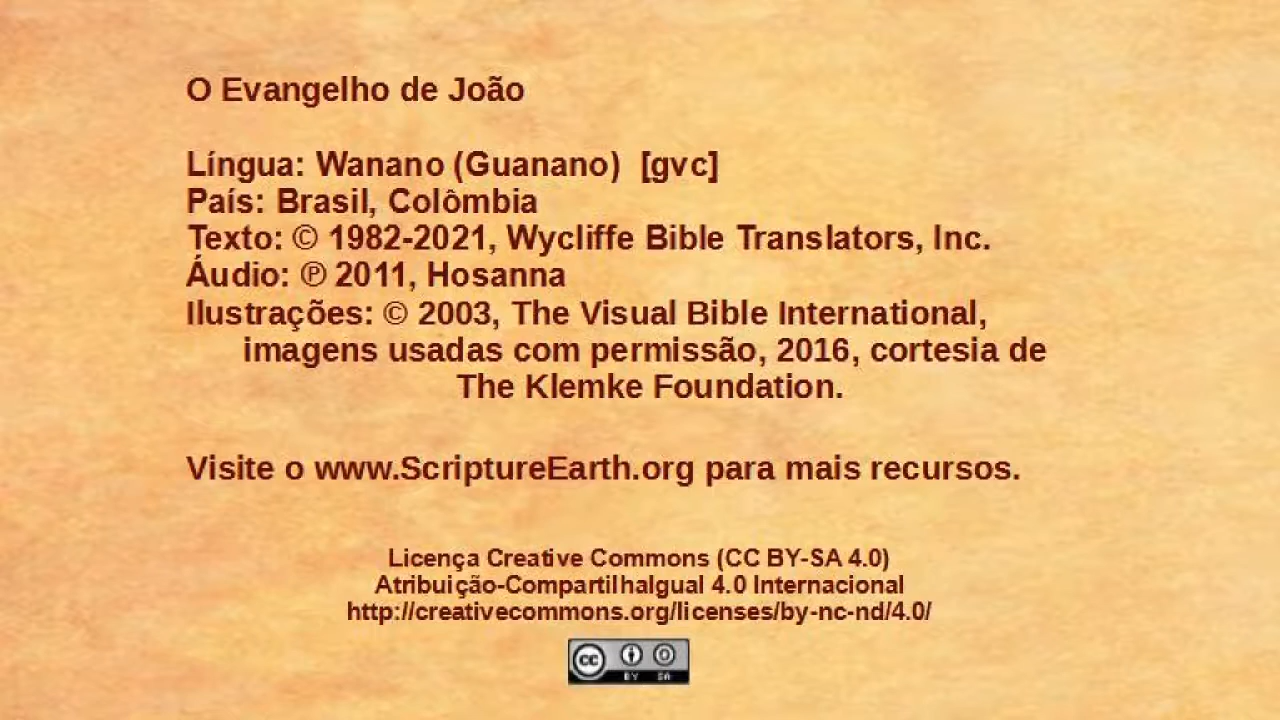 O Evangelho de João
Língua: Wanano (Guanano) [gvc]
País: Brasil, Colômbia
Texto: © 1982-2021, Wycliffe Bible Translators, Inc.
Áudio: ℗ 2011, Hosanna
Ilustrações: © 2003, The Visual Bible International,
imagens usadas com permissão, 2016, cortesia de
The Klemke Foundation.
Visite o www.ScriptureEarth.org para mais recursos.
Licença Creative Commons (CC BY-SA 4.0)
Atribuição-CompartilhaIgual 4.0 Internacional
http://creativecommons.org/licenses/by-nc-nd/4.0/
cc
BY SA